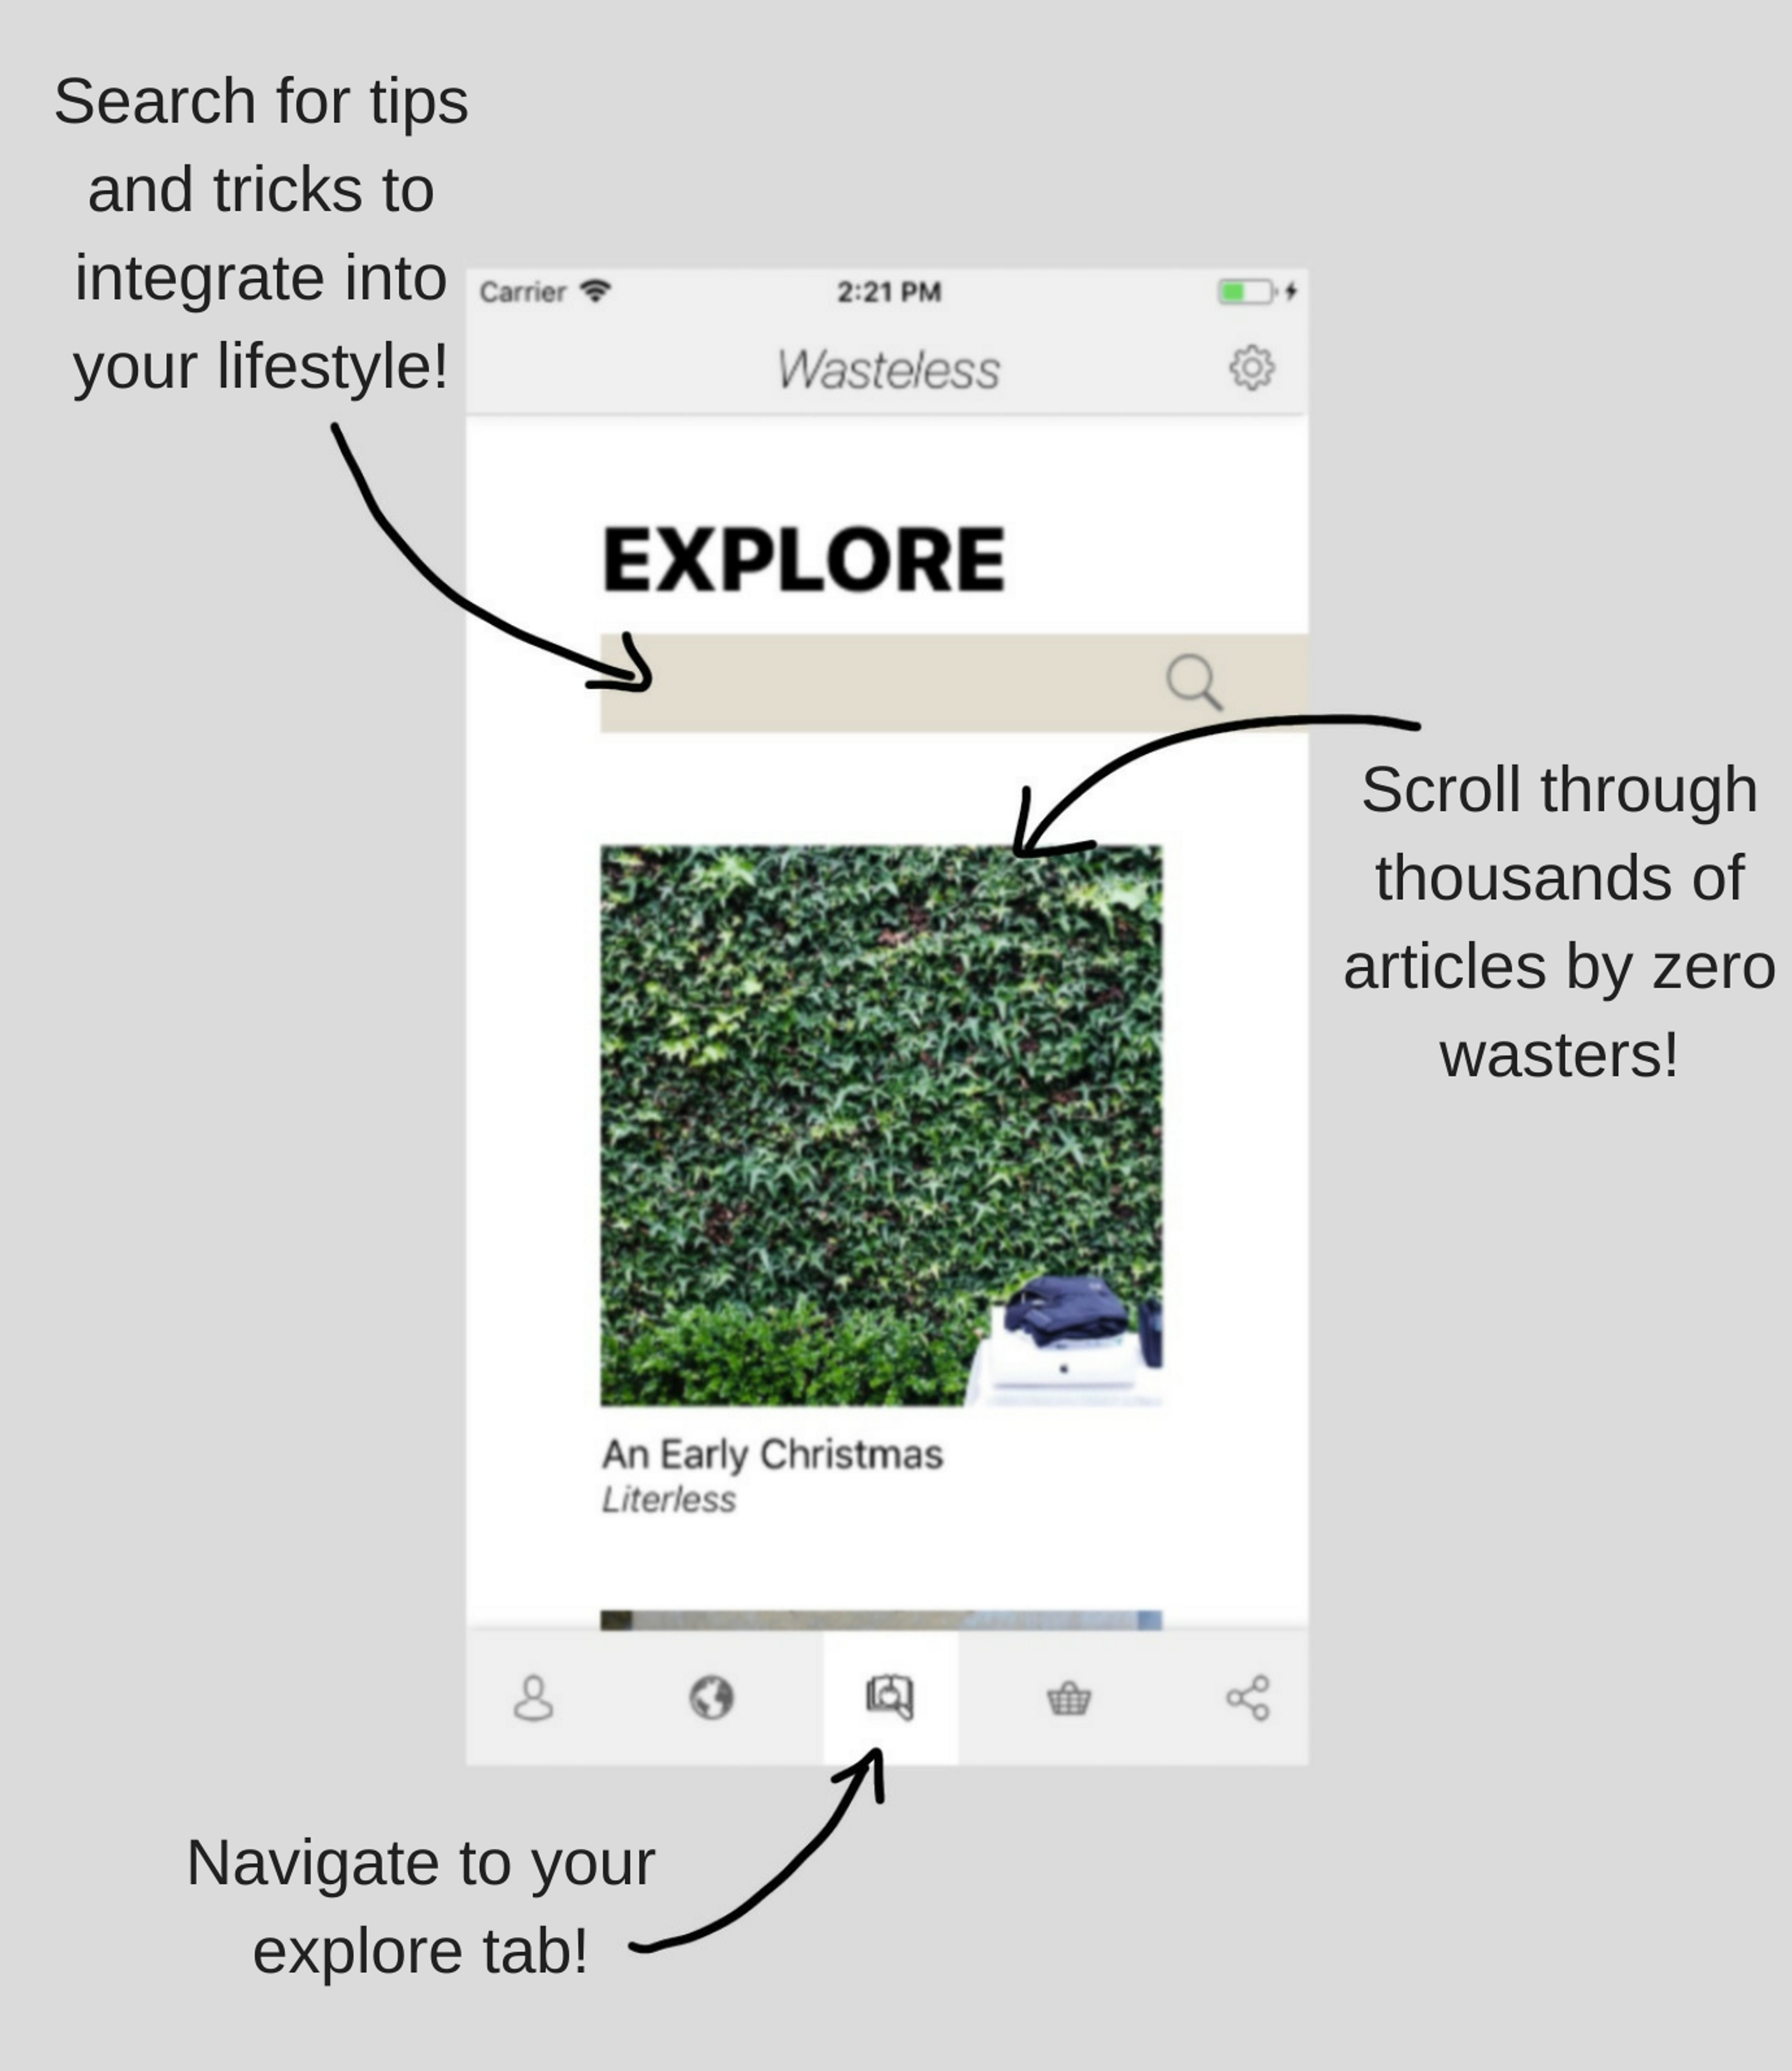 Search for tips
and tricks to
integrate into
your lifestyle!
Carrier
2:21 PM
Wasteless
EXPLORE
Scroll through
thousands of
articles by zero
wasters!
An Early Christmas
Literless
Navigate to your
explore tab!